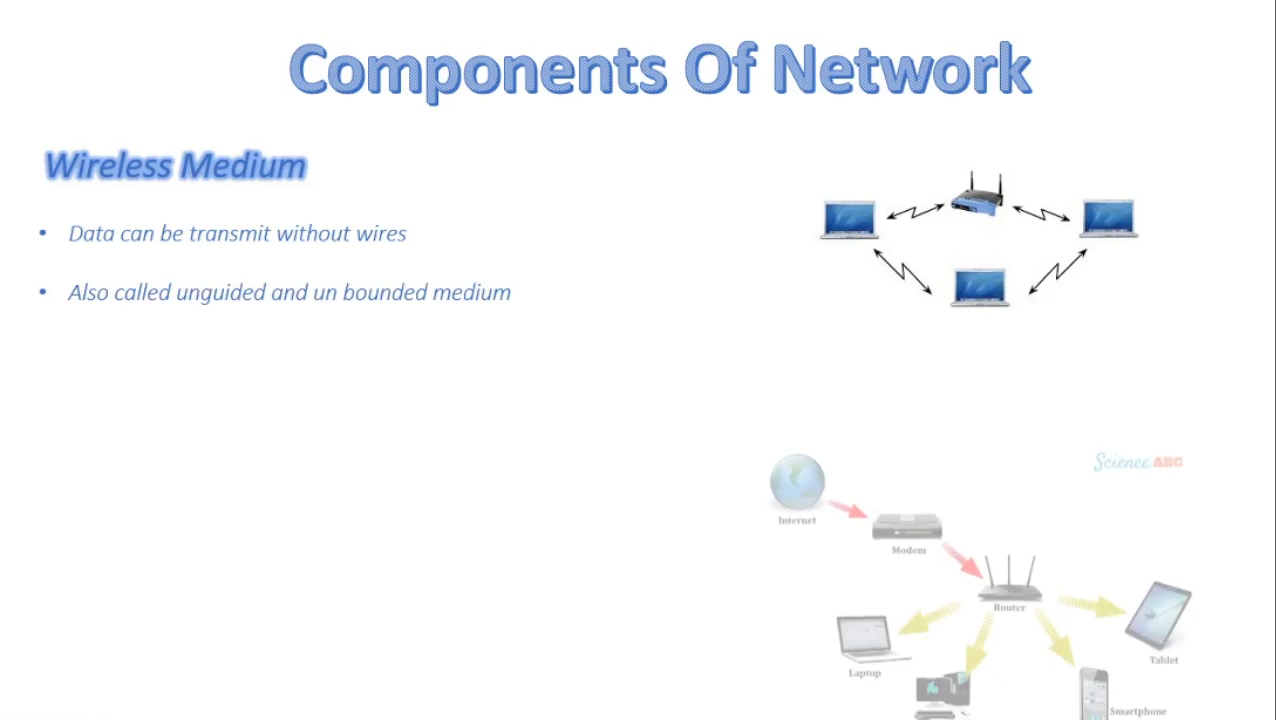 Components Of Network
Wireless Medium
• Data can be transmit without wires
• Also called unguided and un bounded medium
Science ABC
Internet
Modem
Router
Laptop
Tablet
Smartphone